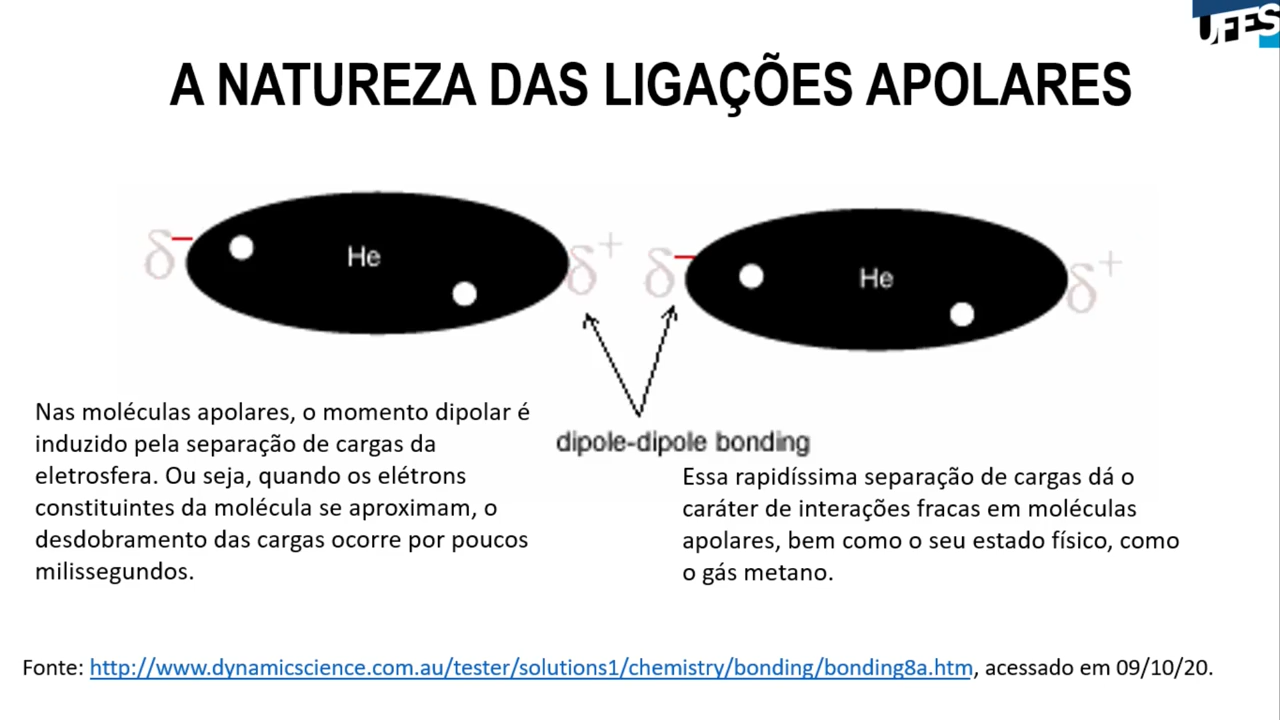 UFES
A NATUREZA DAS LIGAÇÕES APOLARES
δ− He δ+ δ− He δ+
dipole-dipole bonding
Nas moléculas apolares, o momento dipolar é
induzido pela separação de cargas da
eletrosfera. Ou seja, quando os elétrons
constituintes da molécula se aproximam, o
desdobramento das cargas ocorre por poucos
milissegundos.
Essa rapidíssima separação de cargas dá o
caráter de interações fracas em moléculas
apolares, bem como o seu estado físico, como
o gás metano.
Fonte: http://www.dynamicscience.com.au/tester/solutions1/chemistry/bonding/bonding8a.htm, acessado em 09/10/20.